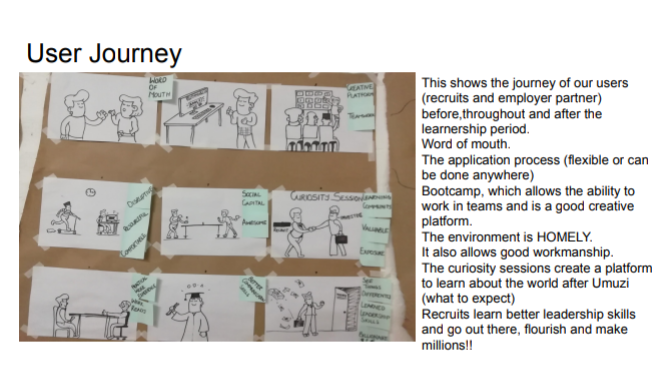 User Journey
WORD
OF
MOUTH
CREATIVE
PLATFORM
TEAMWORK
SOCIAL
CAPITAL
AWESOME
CURIOSITY SESSION
VALUABLE
EXPOSURE
This shows the journey of our users
(recruits and employer partner)
before,throughout and after the
learnership period.
Word of mouth.
The application process (flexible or can
be done anywhere)
Bootcamp, which allows the ability to
work in teams and is a good creative
platform.
The environment is HOMELY.
It also allows good workmanship.
The curiosity sessions create a platform
to learn about the world after Umuzi
(what to expect)
Recruits learn better leadership skills
and go out there, flourish and make
millions!!